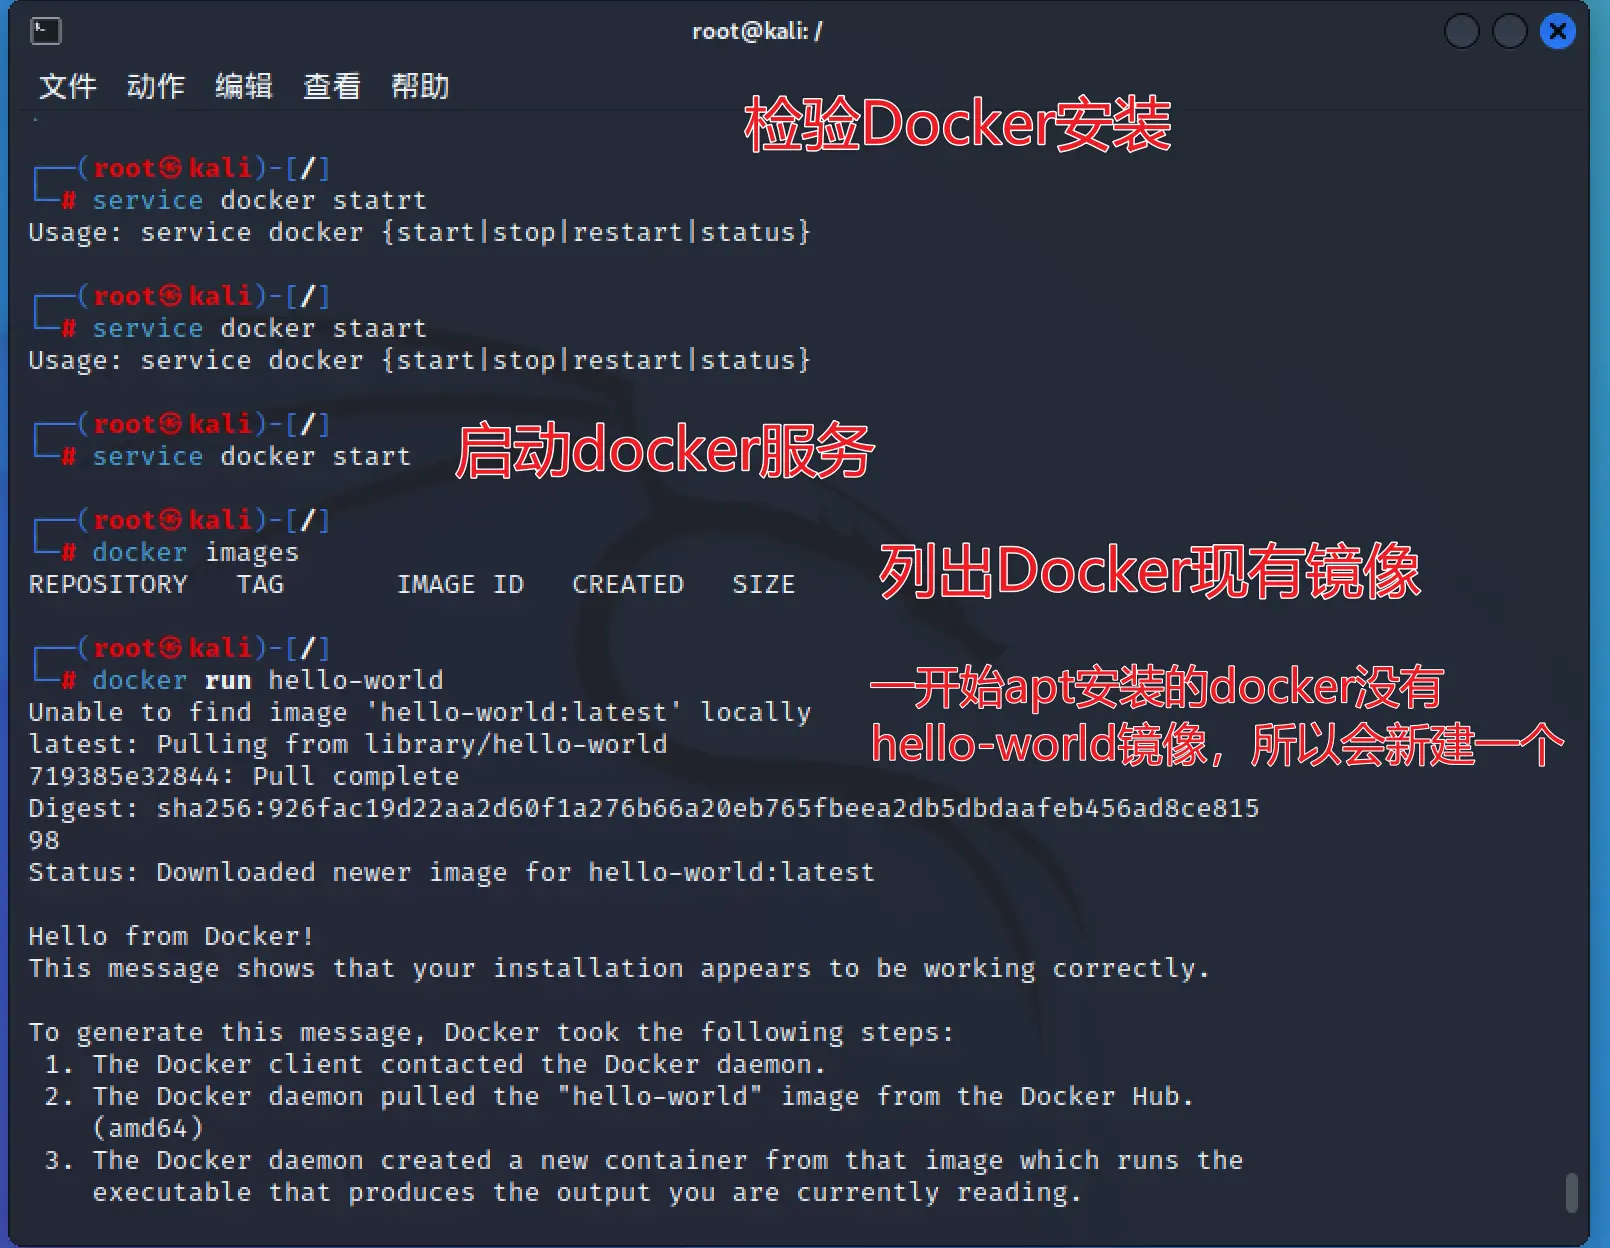 root@kali: /
文件 动作 编辑 查看 帮助
检验Docker安装
┌──(root㉿kali)-[/]
└─# service docker statrt
Usage: service docker {start|stop|restart|status}
┌──(root㉿kali)-[/]
└─# service docker staart
Usage: service docker {start|stop|restart|status}
┌──(root㉿kali)-[/]
└─# service docker start
启动docker服务
┌──(root㉿kali)-[/]
└─# docker images
REPOSITORY TAG IMAGE ID CREATED SIZE
列出Docker现有镜像
┌──(root㉿kali)-[/]
└─# docker run hello-world
一开始apt安装的docker没有
hello-world镜像，所以会新建一个
Unable to find image 'hello-world:latest' locally
latest: Pulling from library/hello-world
719385e32844: Pull complete
Digest: sha256:926fac19d22aa2d60f1a276b66a20eb765fbeea2db5dbdaafeb456ad8ce815
98
Status: Downloaded newer image for hello-world:latest
Hello from Docker!
This message shows that your installation appears to be working correctly.
To generate this message, Docker took the following steps:
1. The Docker client contacted the Docker daemon.
2. The Docker daemon pulled the "hello-world" image from the Docker Hub.
(amd64)
3. The Docker daemon created a new container from that image which runs the
executable that produces the output you are currently reading.